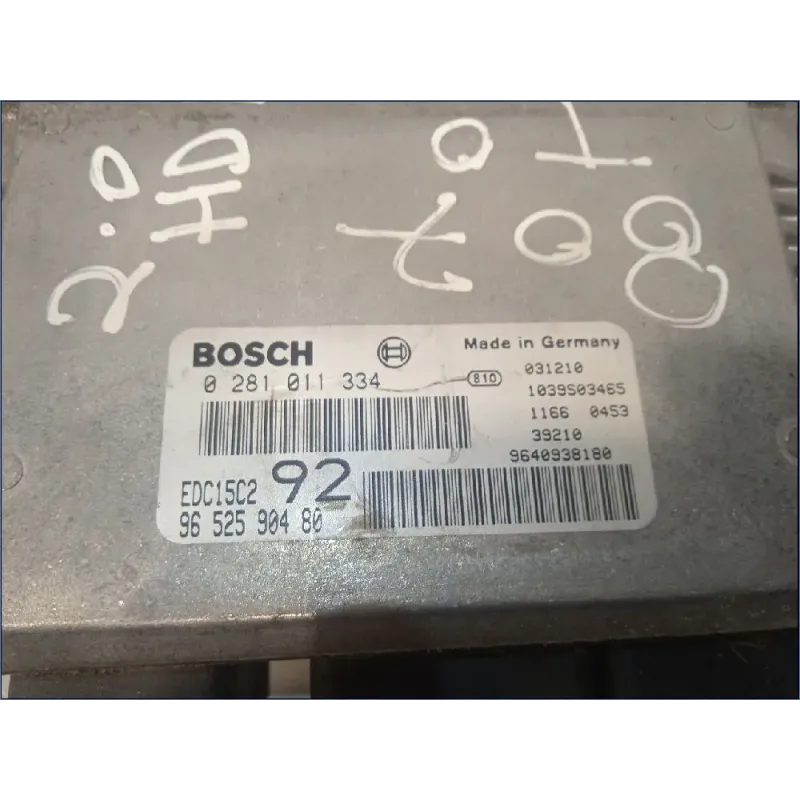 2.0
HD
BOSCH
Made in Germany
0 281 011 334
810
031210
1039S03465
1166 0453
39210
9640938180
EDC15C2 92
96 525 904 80